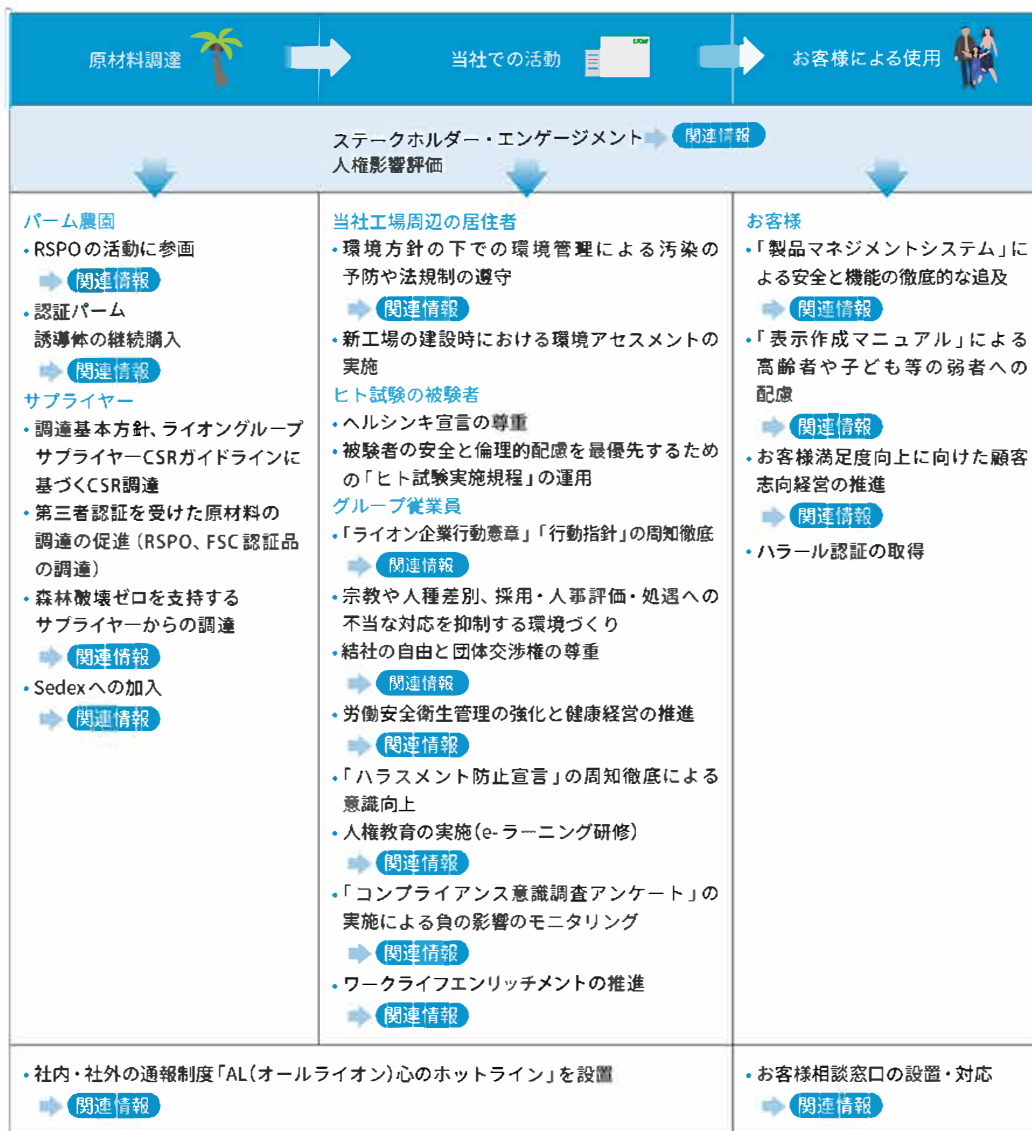 原材料調達
当社での活動
LION
お客様による使用
ステークホルダー・エンゲージメント 関連情報
人権影響評価
パーム農園
・RSPOの活動に参画
関連情報
・認証パーム
誘導体の継続購入
関連情報
サプライヤー
・調達基本方針、ライオングループ
サプライヤーCSRガイドラインに
基づくCSR調達
・第三者認証を受けた原材料の
調達の促進（RSPO、FSC認証品
の調達）
・森林破壊ゼロを支持する
サプライヤーからの調達
関連情報
・Sedexへの加入
関連情報
当社工場周辺の居住者
・環境方針の下での環境管理による汚染の
予防や法規制の遵守
関連情報
・新工場の建設時における環境アセスメントの
実施
ヒト試験の被験者
・ヘルシンキ宣言の尊重
・被験者の安全と倫理的配慮を最優先するため
の「ヒト試験実施規程」の運用
グループ従業員
・「ライオン企業行動憲章」「行動指針」の周知徹底
関連情報
・宗教や人種差別、採用・人事評価・処遇への
不当な対応を抑制する環境づくり
・結社の自由と団体交渉権の尊重
関連情報
・労働安全衛生管理の強化と健康経営の推進
関連情報
・「ハラスメント防止宣言」の周知徹底による
意識向上
・人権教育の実施（e-ラーニング研修）
関連情報
・「コンプライアンス意識調査アンケート」の
実施による負の影響のモニタリング
関連情報
・ワークライフエンリッチメントの推進
関連情報
お客様
・「製品マネジメントシステム」に
よる安全と機能の徹底的な追及
関連情報
・「表示作成マニュアル」による
高齢者や子ども等の弱者への
配慮
関連情報
・お客様満足度向上に向けた顧客
志向経営の推進
関連情報
・ハラール認証の取得
・社内・社外の通報制度「AL（オールライオン）心のホットライン」を設置
関連情報
・お客様相談窓口の設置・対応
関連情報